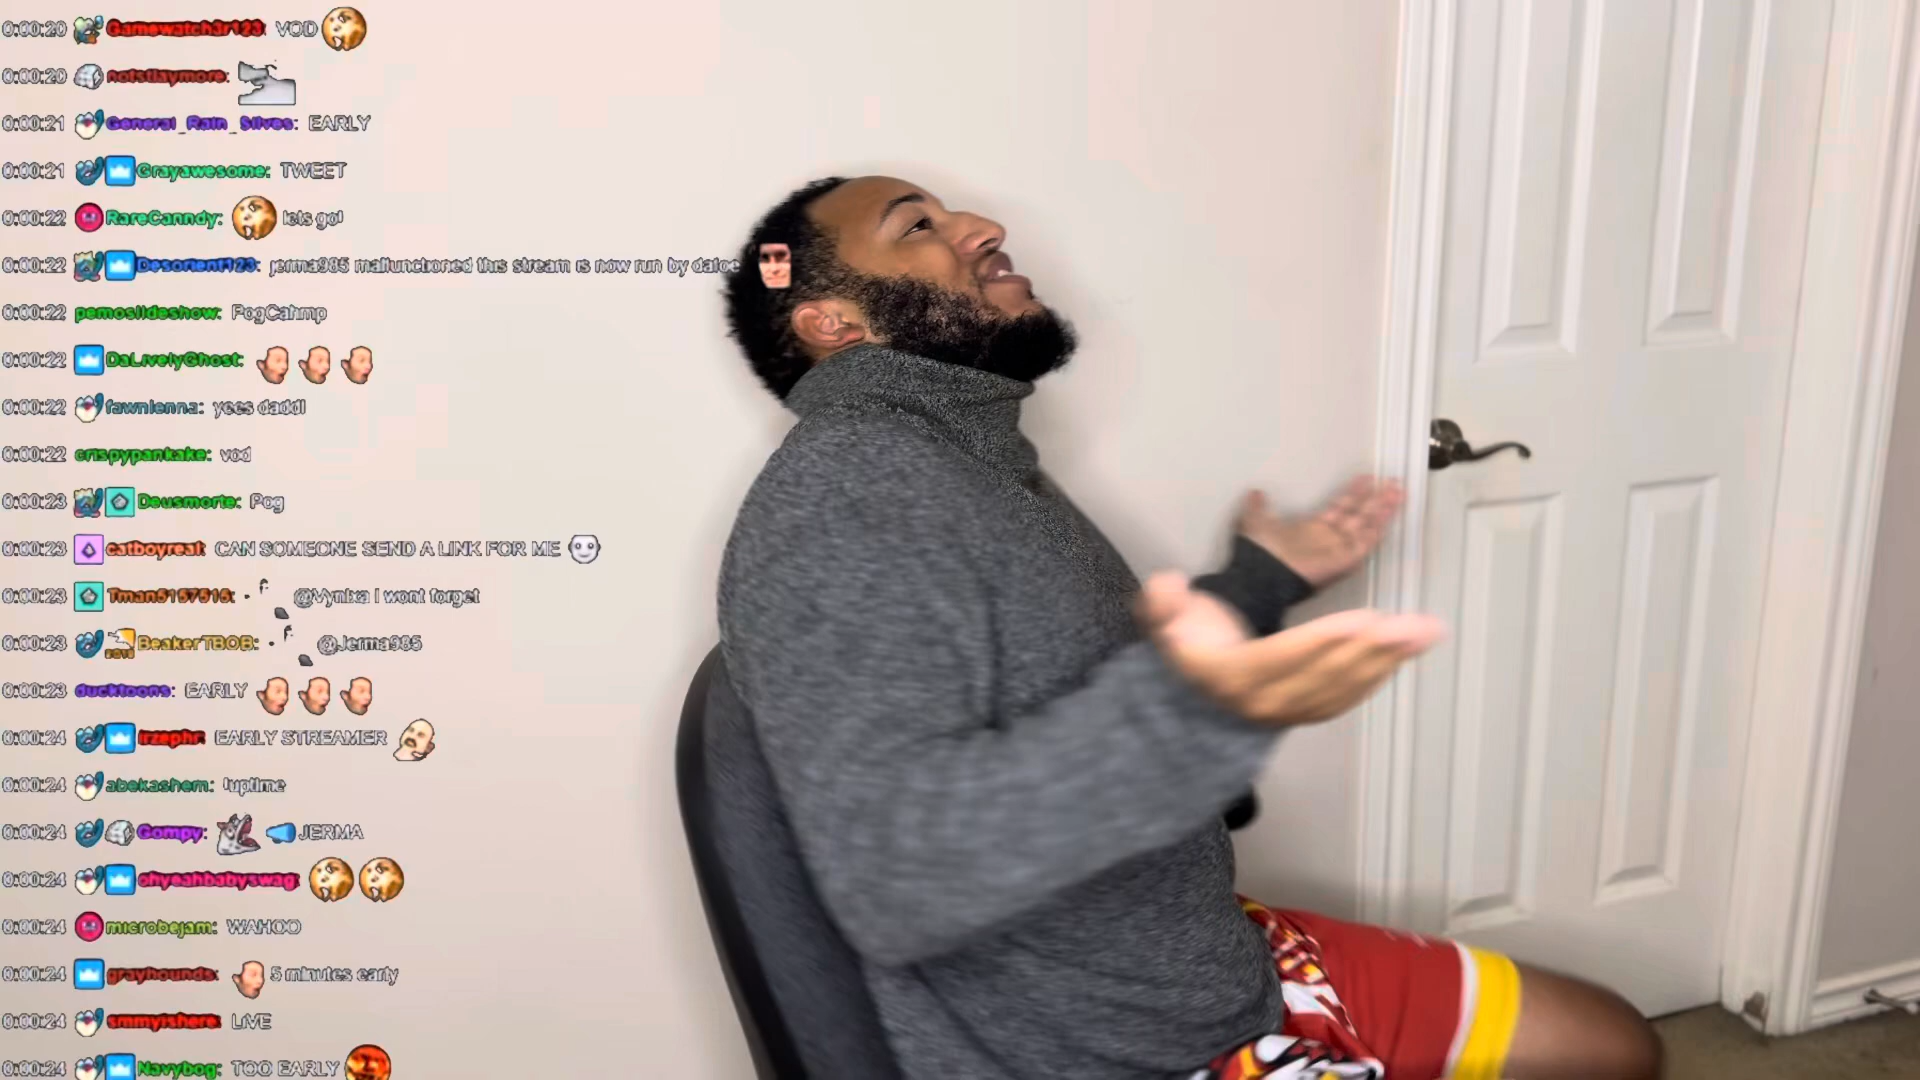 0:00:20 Gamewatch3r123: VOD
0:00:20 notstlaymore:
0:00:21 General_Rain_Silves: EARLY
0:00:21 Grayawesome: TWEET
0:00:22 RareCanndy: lets go!
0:00:22 Desorient123: jerma985 malfunctioned this stream is now run by dafoe
0:00:22 pemoslideshow: PogCahmp
0:00:22 DaLivelyGhost:
0:00:22 fawnienna: yees daddI
0:00:22 crispypankake: vod
0:00:23 Deusmorte: Pog
0:00:23 catboyreal: CAN SOMEONE SEND A LINK FOR ME
0:00:23 Tman5157515: @Vynixa I wont forget
0:00:23 BeakerTBOB: @Jerma985
0:00:23 ducktoons: EARLY
0:00:24 irzephr: EARLY STREAMER
0:00:24 abekashem: !uptime
0:00:24 Gompy: JERMA
0:00:24 ohyeahbabyswag:
0:00:24 microbejam: WAHOO
0:00:24 grayhounds: 5 minutes early
0:00:24 smmyishere: LIVE
0:00:24 Navybog: TOO EARLY